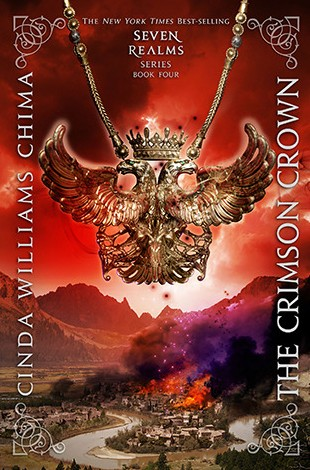 The New York Times Best-selling
Seven
Realms
Series
Book Four
Cinda Williams Chima
The Crimson Crown